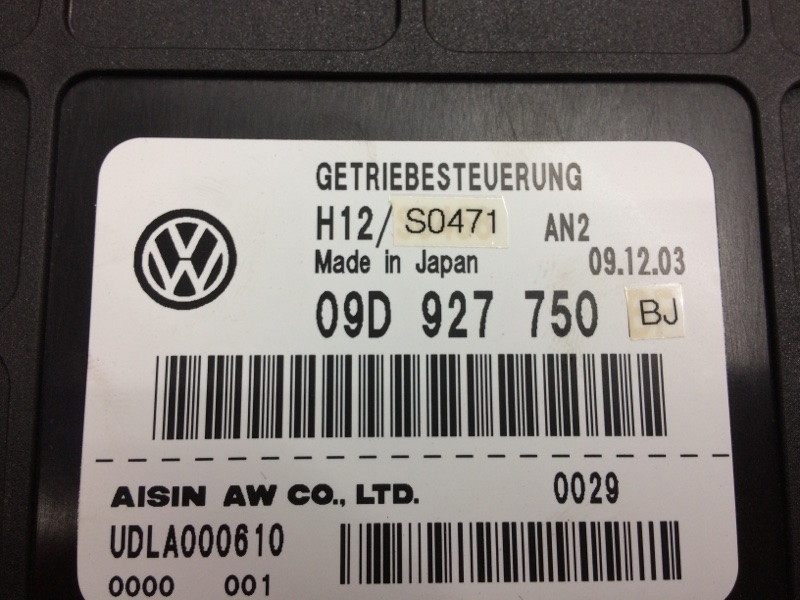 GETRIEBESTEUERUNG
H12/ S0471 AN2
Made in Japan 09.12.03
09D 927 750 BJ
AISIN AW CO., LTD. 0029
UDLA000610
0000 001